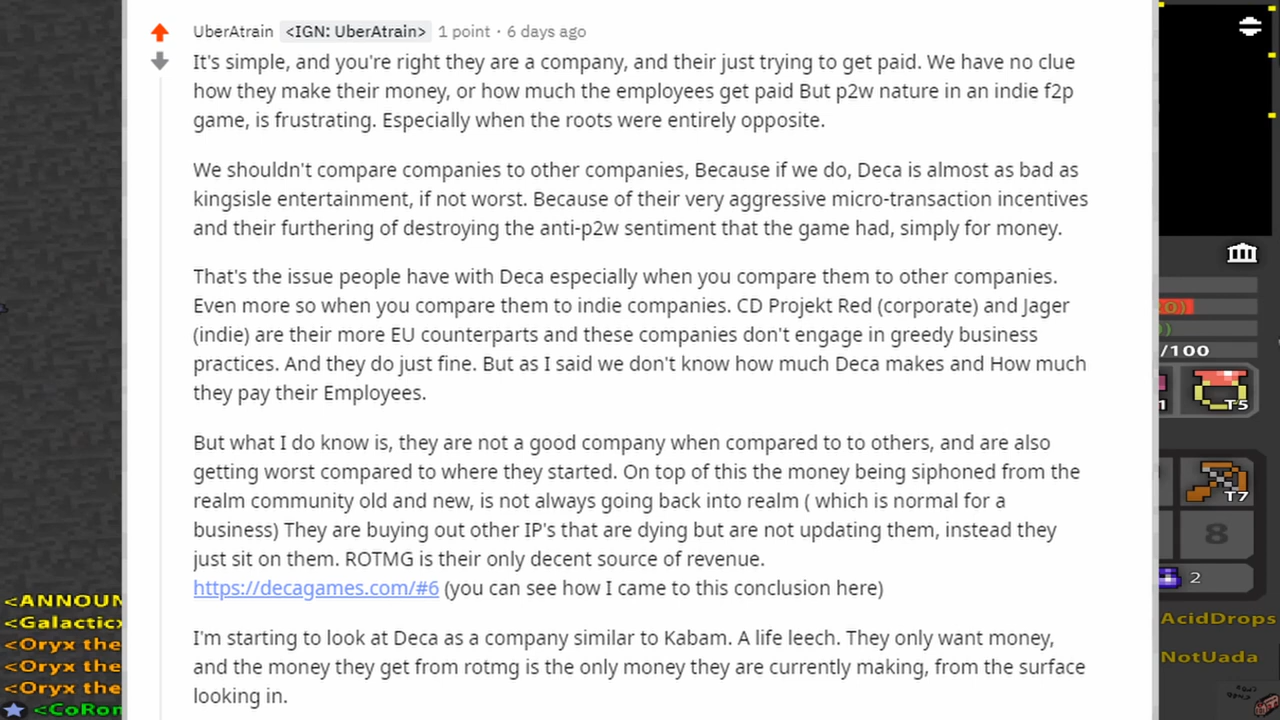 UberAtrain <IGN: UberAtrain> 1 point · 6 days ago
It's simple, and you're right they are a company, and their just trying to get paid. We have no clue
how they make their money, or how much the employees get paid But p2w nature in an indie f2p
game, is frustrating. Especially when the roots were entirely opposite.
We shouldn't compare companies to other companies, Because if we do, Deca is almost as bad as
kingsisle entertainment, if not worst. Because of their very aggressive micro-transaction incentives
and their furthering of destroying the anti-p2w sentiment that the game had, simply for money.
That's the issue people have with Deca especially when you compare them to other companies.
Even more so when you compare them to indie companies. CD Projekt Red (corporate) and Jager
(indie) are their more EU counterparts and these companies don't engage in greedy business
practices. And they do just fine. But as I said we don't know how much Deca makes and How much
they pay their Employees.
But what I do know is, they are not a good company when compared to to others, and are also
getting worst compared to where they started. On top of this the money being siphoned from the
realm community old and new, is not always going back into realm ( which is normal for a
business) They are buying out other IP's that are dying but are not updating them, instead they
just sit on them. ROTMG is their only decent source of revenue.
https://decagames.com/#6 (you can see how I came to this conclusion here)
I'm starting to look at Deca as a company similar to Kabam. A life leech. They only want money,
and the money they get from rotmg is the only money they are currently making, from the surface
looking in.
<ANNOUN
<Galactic>
<Oryx the
<Oryx the
<Oryx the
<CoRon
/100
1
T5
T7
8
2
AcidDrops
NotUada